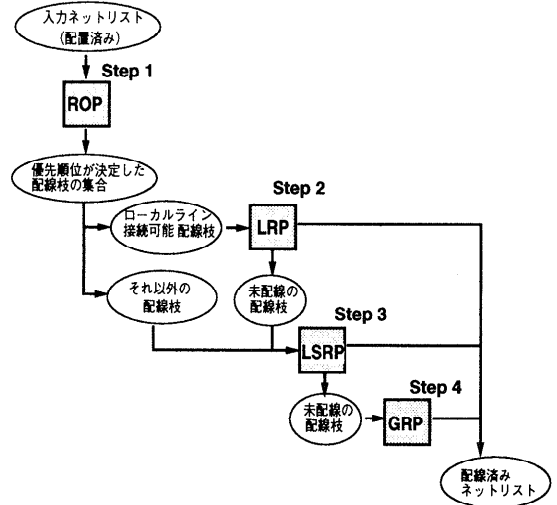 入力ネットリスト
(配置済み)
Step 1
ROP
優先順位が決定した
配線枝の集合
Step 2
ローカルライン
接続可能 配線枝
LRP
それ以外の
配線枝
未配線の
配線枝
Step 3
LSRP
Step 4
未配線の
配線枝
GRP
配線済み
ネットリスト